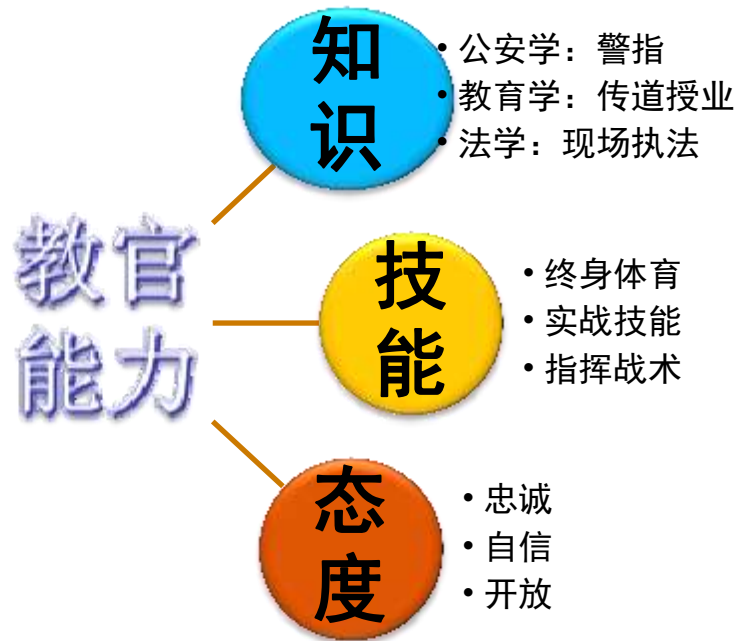 教官
能力
知
识
• 公安学：警指
• 教育学：传道授业
• 法学：现场执法
技
能
• 终身体育
• 实战技能
• 指挥战术
态
度
• 忠诚
• 自信
• 开放